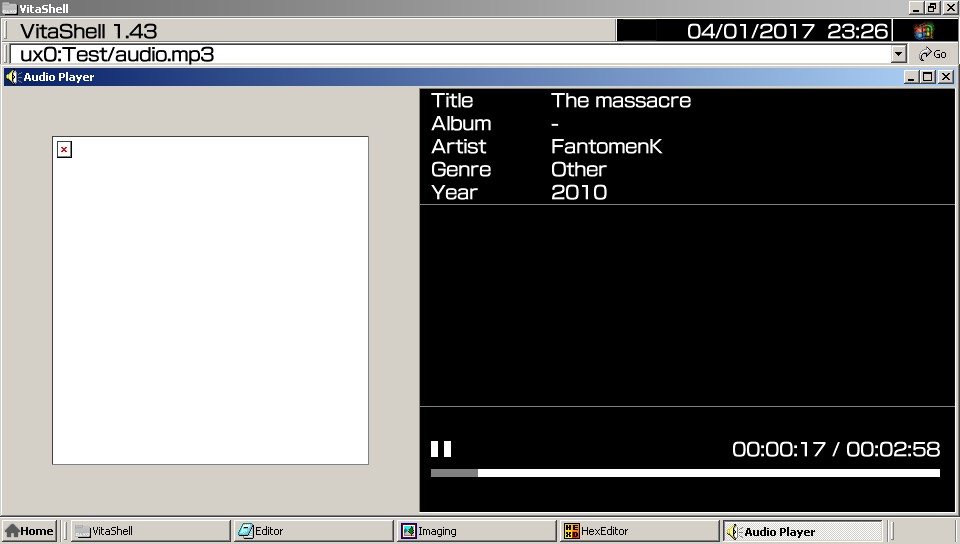 VitaShell
VitaShell 1.43 04/01/2017 23:26
ux0:Test/audio.mp3 Go
Audio Player
Title The massacre
Album -
Artist FantomenK
Genre Other
Year 2010
00:00:17 / 00:02:58
Home VitaShell Editor Imaging HexEditor Audio Player